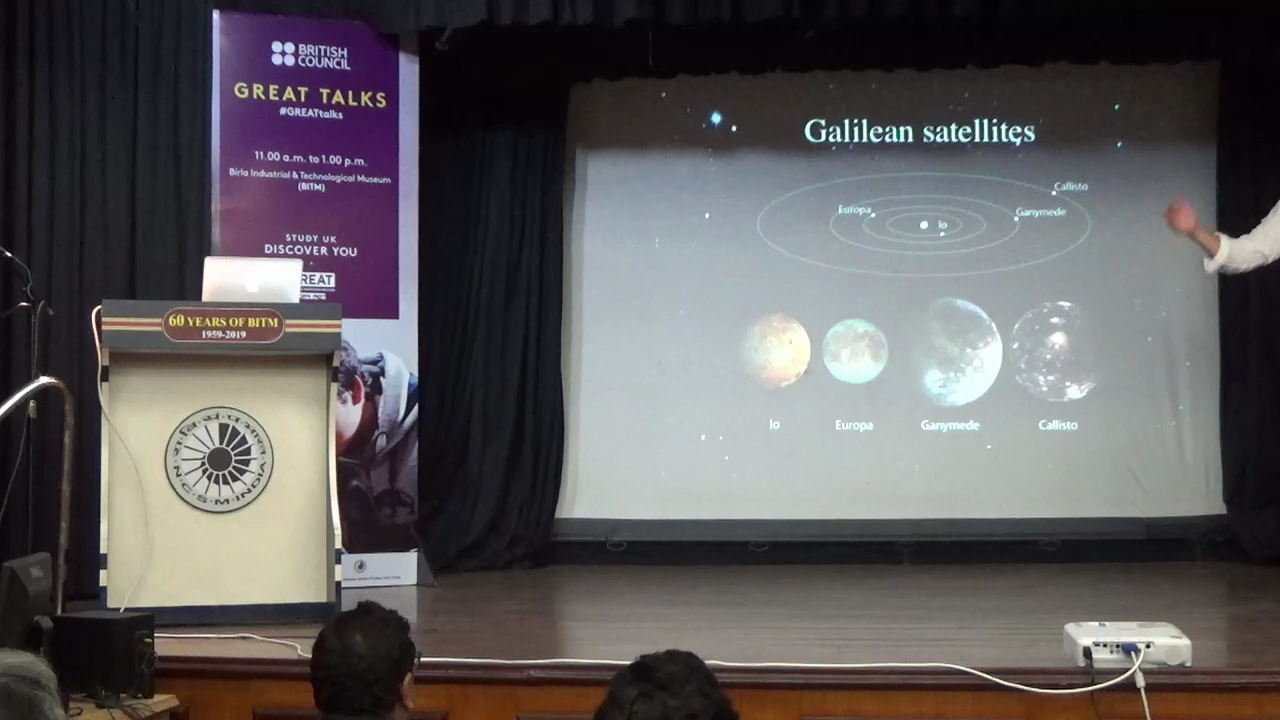 BRITISH
COUNCIL
GREAT TALKS
#GREATtalks
11.00 a.m. to 1.00 p.m.
Birla Industrial & Technological Museum
(BITM)
STUDY UK
DISCOVER YOU
60 YEARS OF BITM
1959-2019
N.C.S.M-INDIA
Galilean satellites
Callisto
Europa
Ganymede
Io
Io
Europa
Ganymede
Callisto